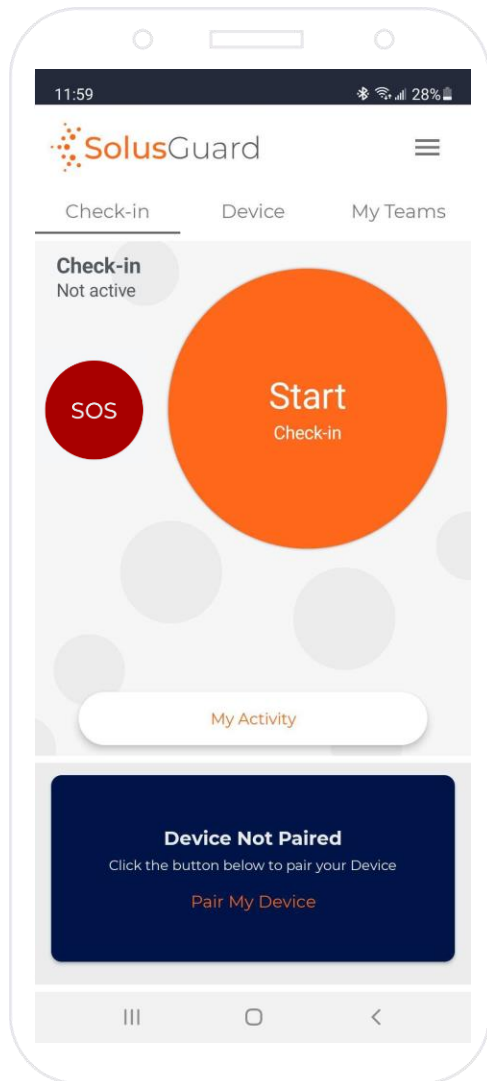 11:59 28%
SolusGuard
Check-in Device My Teams
Check-in
Not active
SOS
Start
Check-in
My Activity
Device Not Paired
Click the button below to pair your Device
Pair My Device